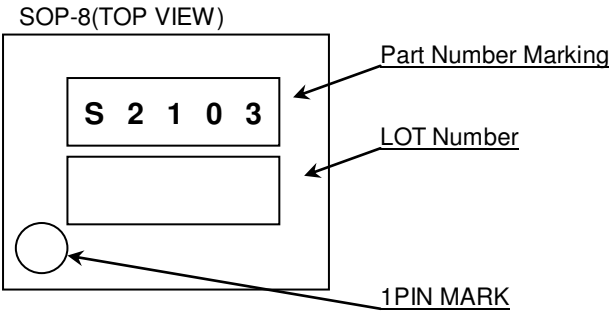 SOP-8(TOP VIEW)
Part Number Marking
S 2 1 0 3
LOT Number
1PIN MARK